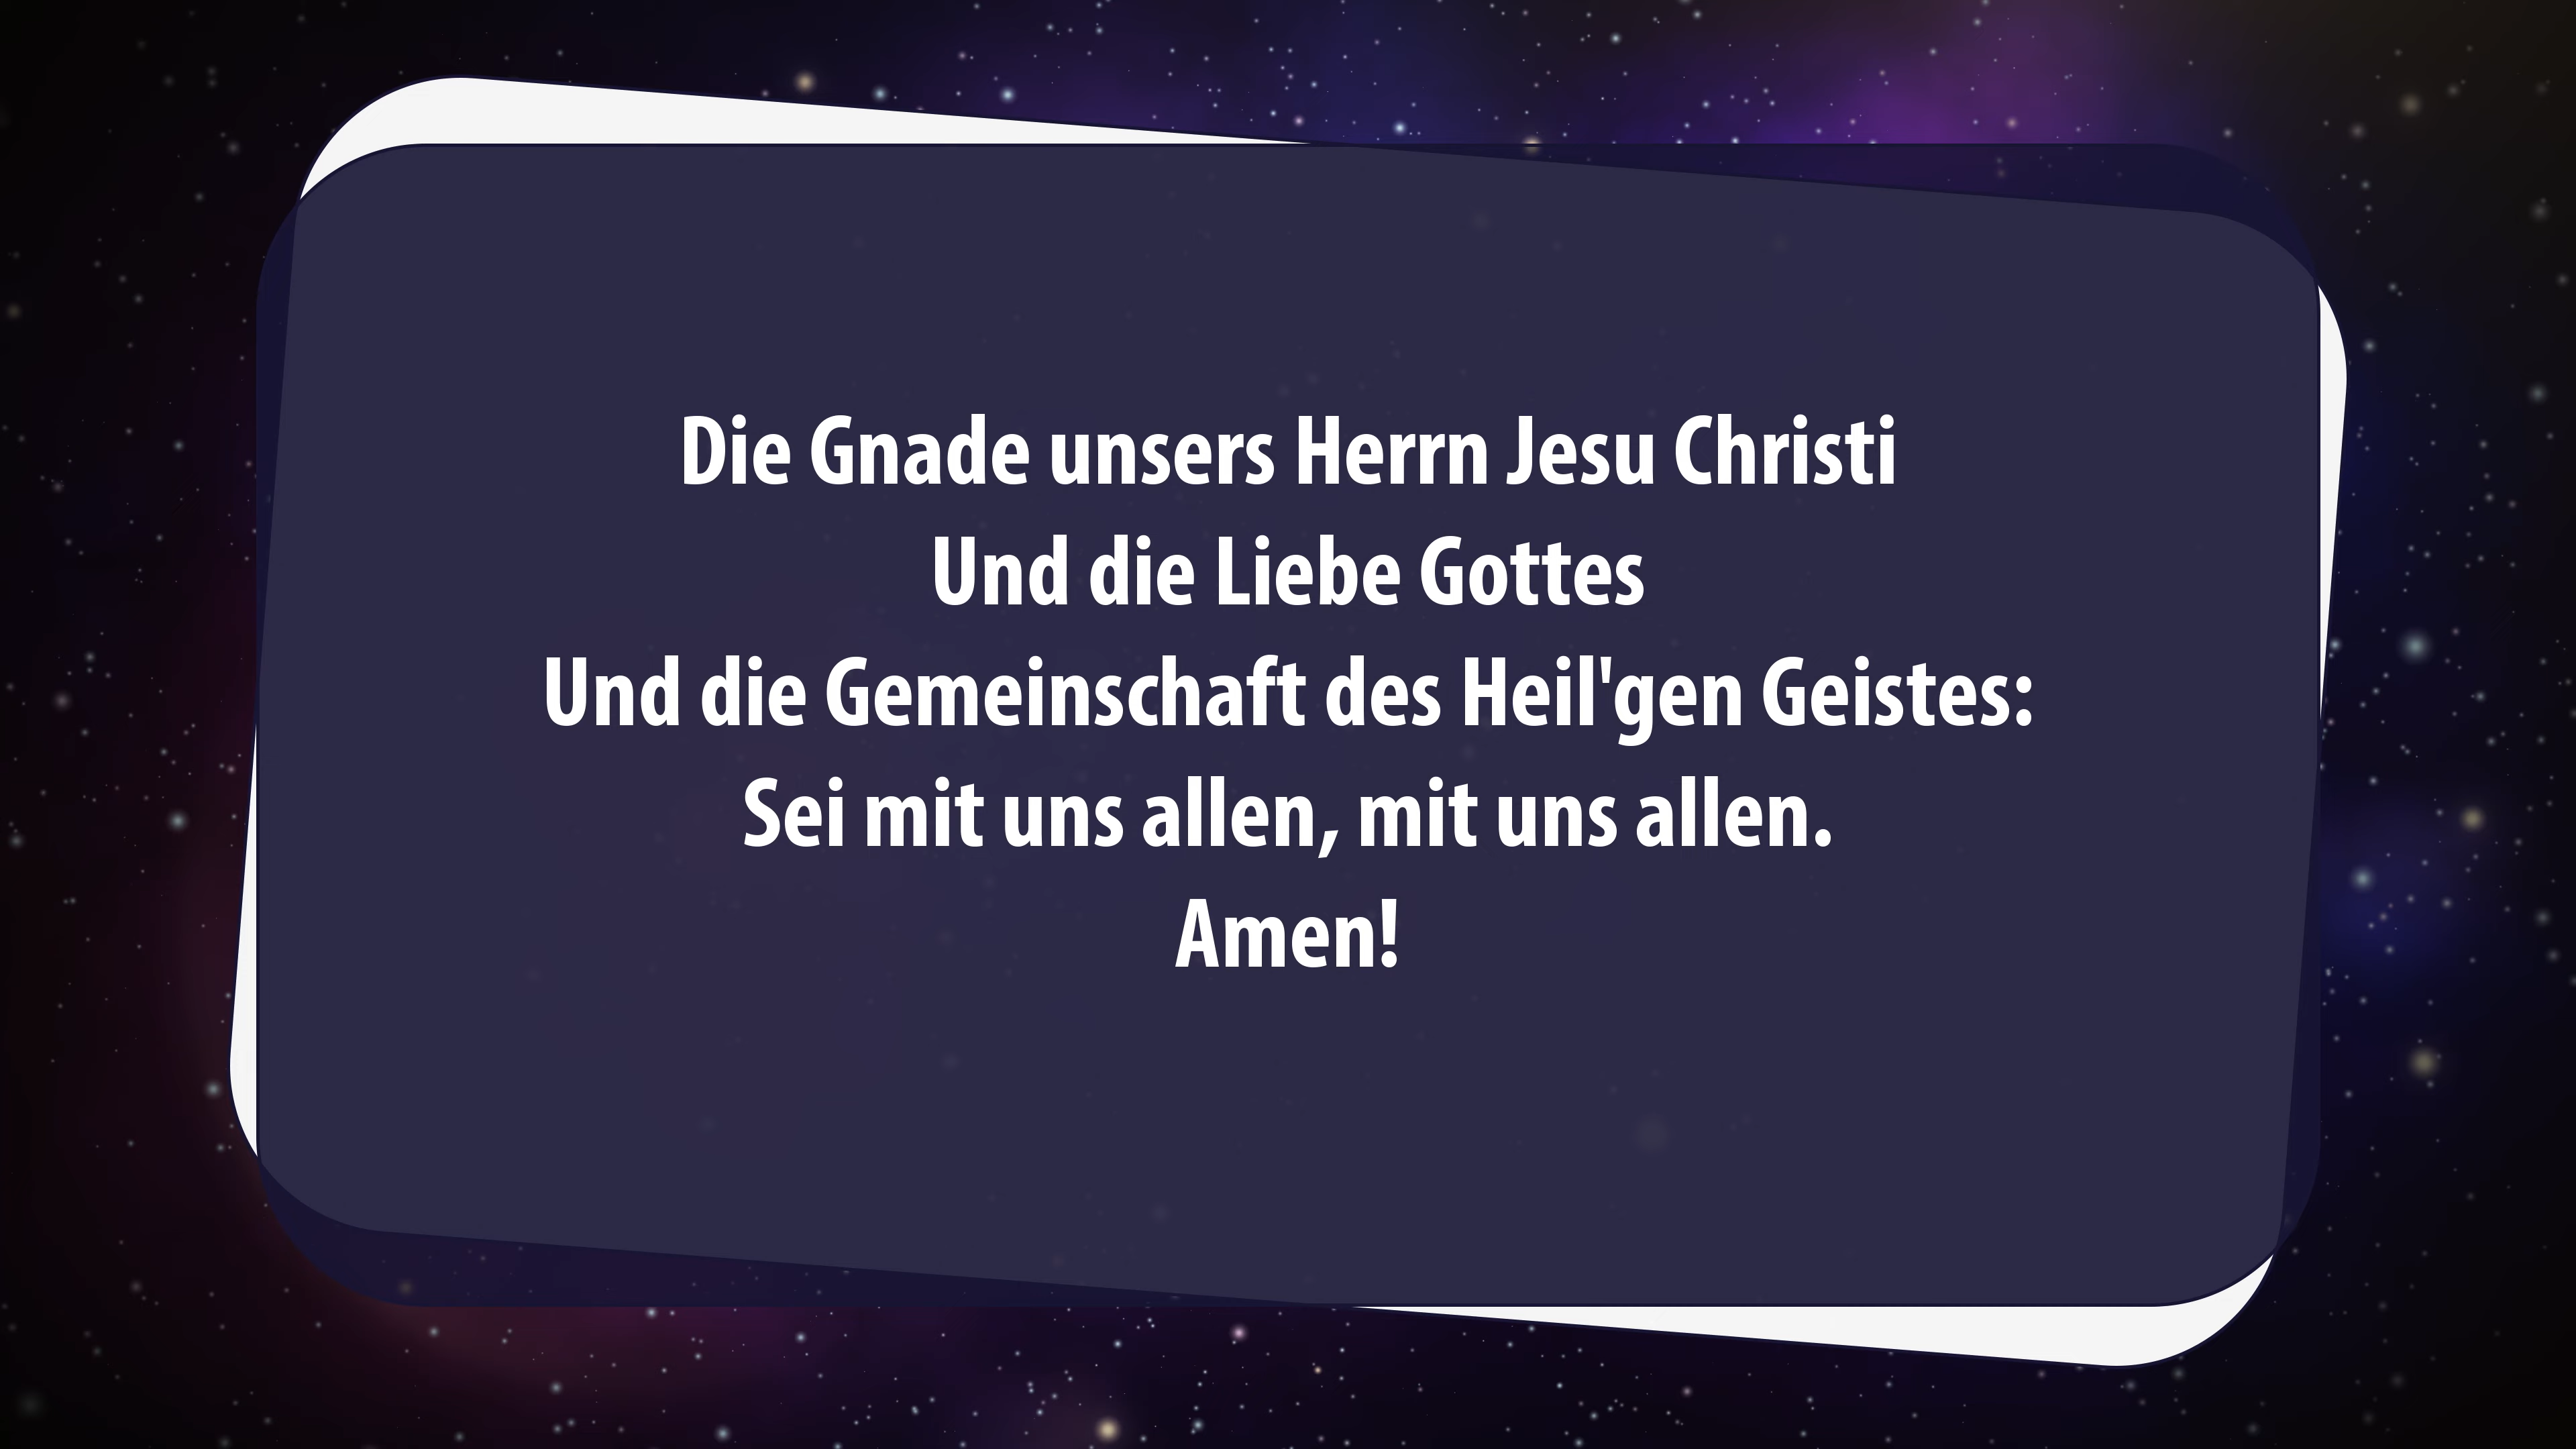 Die Gnade unsers Herrn Jesu Christi
Und die Liebe Gottes
Und die Gemeinschaft des Heil'gen Geistes:
Sei mit uns allen, mit uns allen.
Amen!